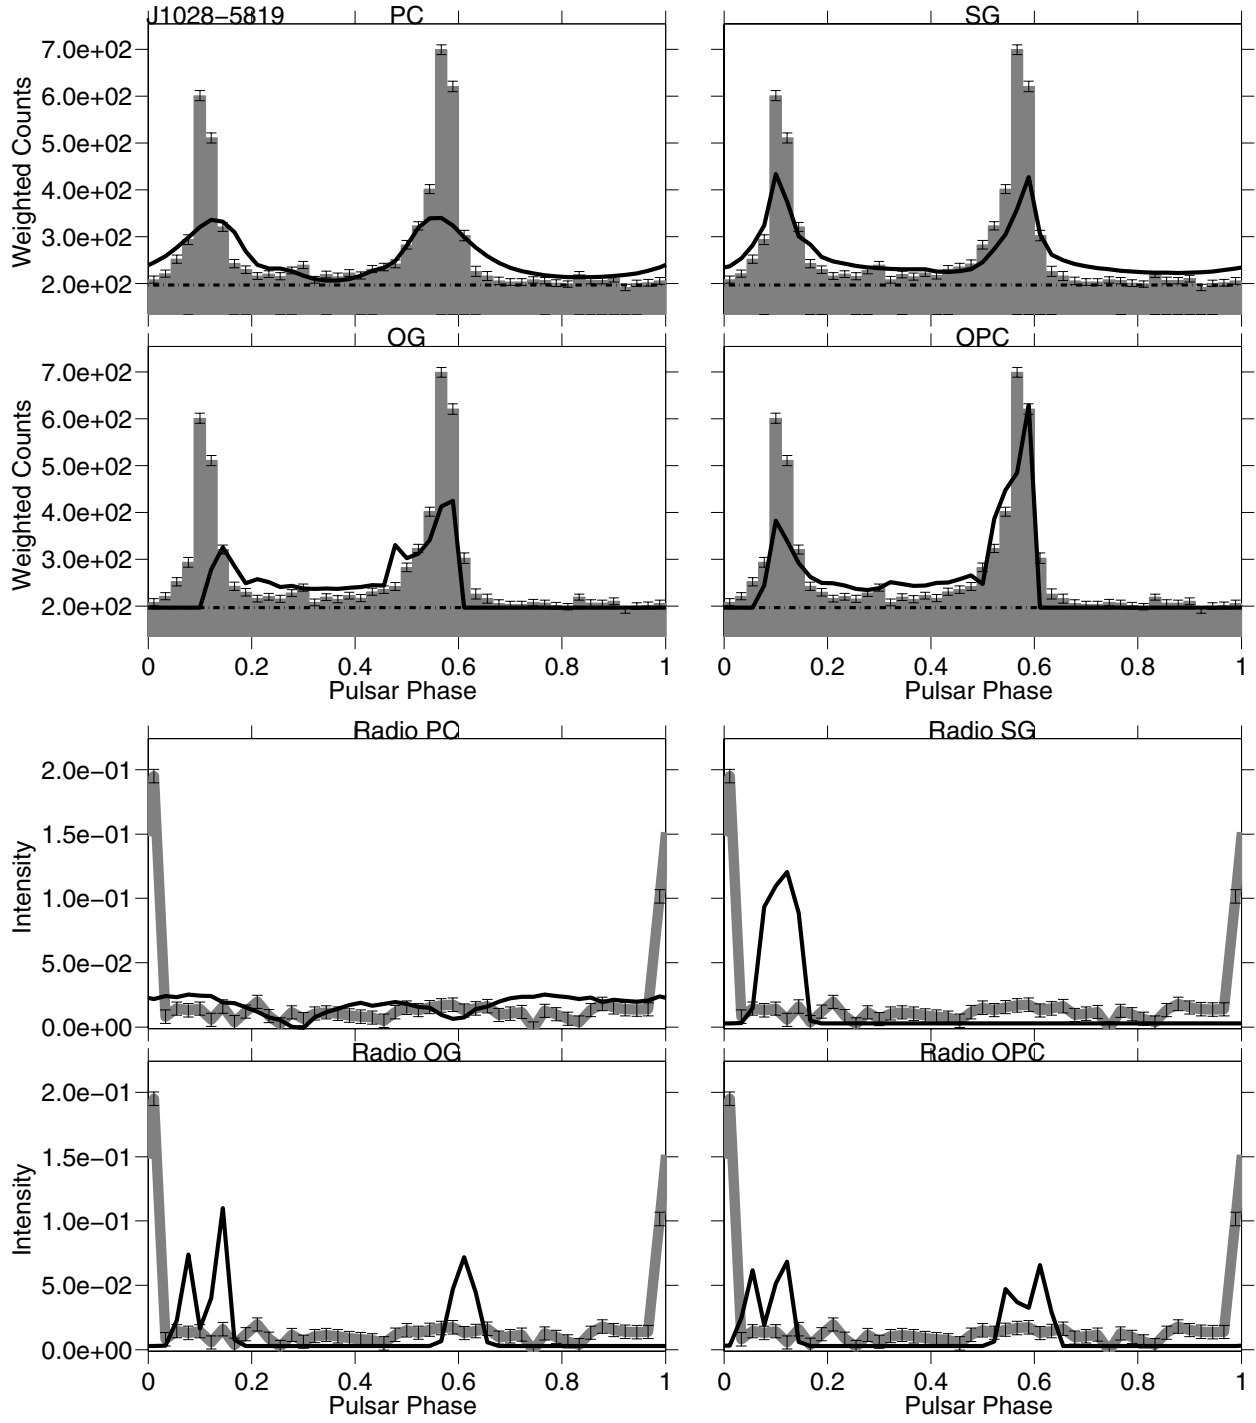 J1028−5819 PC SG
7.0e+02
6.0e+02
5.0e+02
4.0e+02
3.0e+02
2.0e+02
Weighted Counts
OG OPC
7.0e+02
6.0e+02
5.0e+02
4.0e+02
3.0e+02
2.0e+02
Weighted Counts
0 0.2 0.4 0.6 0.8 1 0 0.2 0.4 0.6 0.8 1
Pulsar Phase Pulsar Phase
Radio PC Radio SG
2.0e−01
1.5e−01
1.0e−01
5.0e−02
0.0e+00
Intensity
Radio OG Radio OPC
2.0e−01
1.5e−01
1.0e−01
5.0e−02
0.0e+00
Intensity
0 0.2 0.4 0.6 0.8 1 0 0.2 0.4 0.6 0.8 1
Pulsar Phase Pulsar Phase